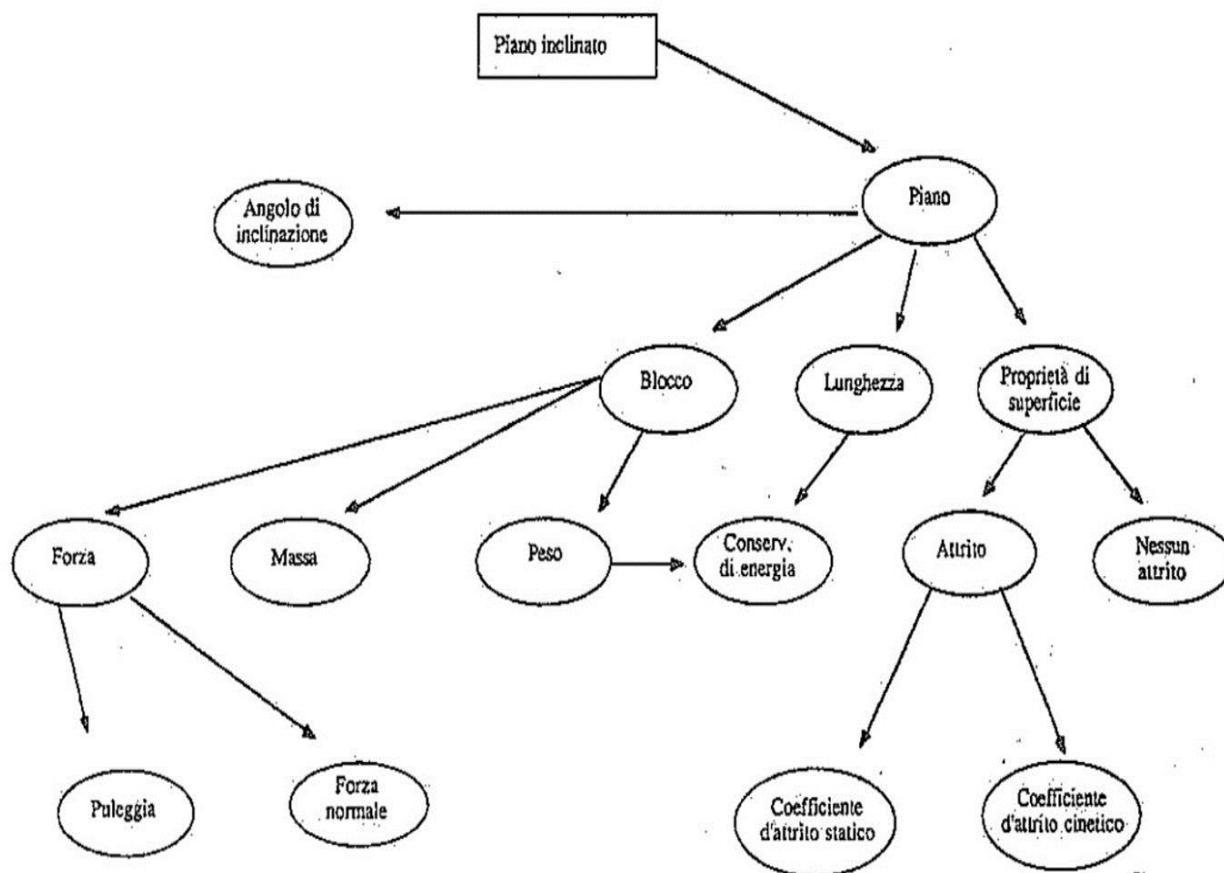 Piano inclinato
Piano
Angolo di
inclinazione
Blocco
Lunghezza
Proprietà di
superficie
Forza
Massa
Peso
Conserv.
di energia
Attrito
Nessun
attrito
Puleggia
Forza
normale
Coefficiente
d'attrito statico
Coefficiente
d'attrito cinetico